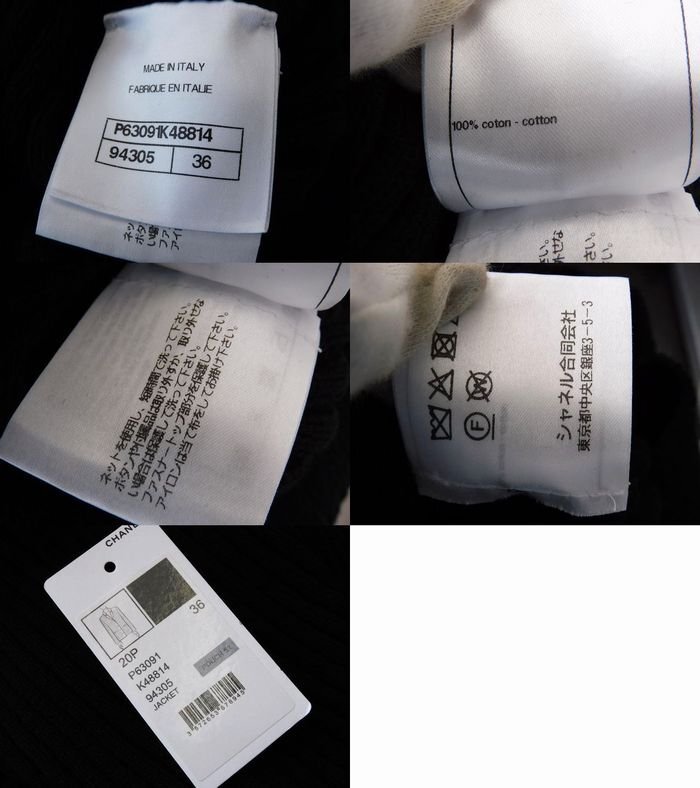 MADE IN ITALY
FABRIQUE EN ITALIE
P63091K48814
94305
36
100% coton - cotton
ネットを使用し、短時間で洗って下さい。
ボタンや付属品は取り外すか、取り外せな
い場合は保護して洗って下さい。
ファスナートップ部分を保護して下さい。
アイロンは当て布をしてお掛け下さい。
F
W
シャネル合同会社
東京都中央区銀座3-5-3
CHANE
36
20P
P63091
K48814
94305
JACKET